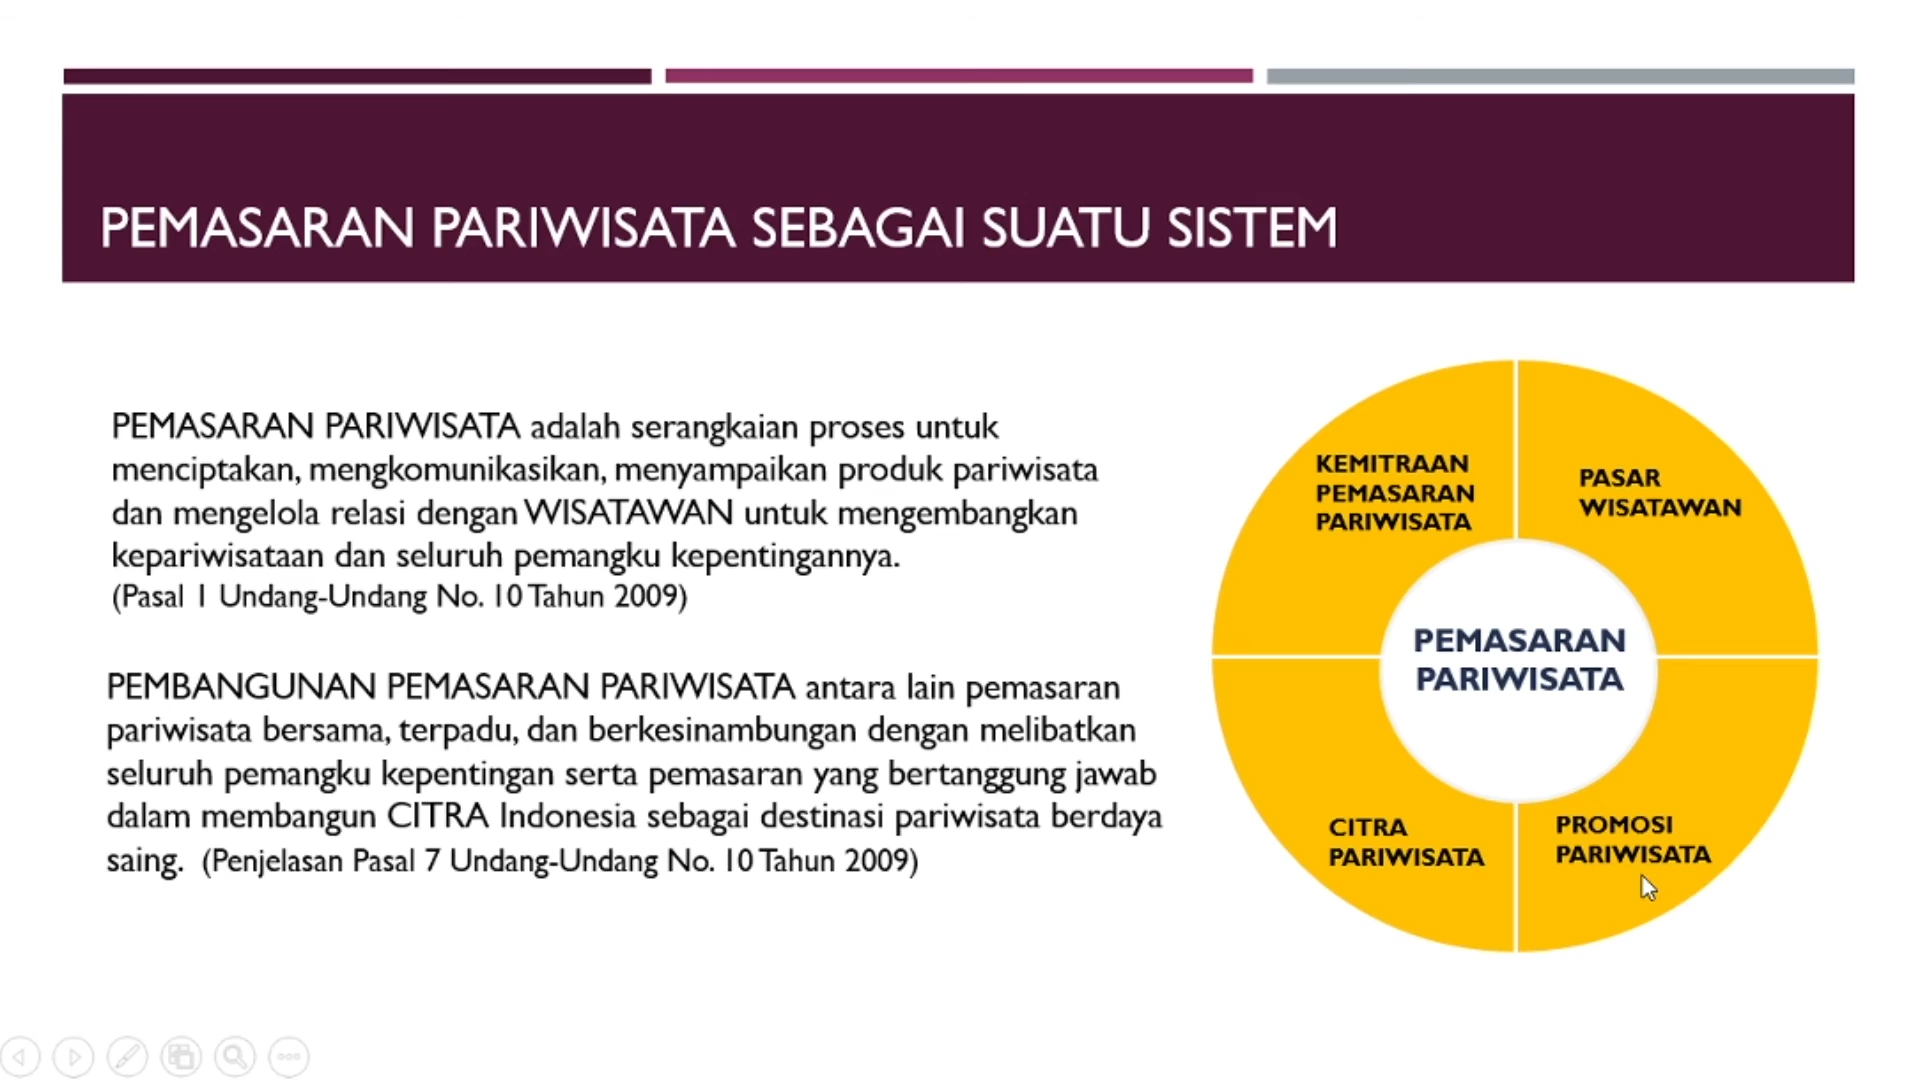 PEMASARAN PARIWISATA SEBAGAI SUATU SISTEM
PEMASARAN PARIWISATA adalah serangkaian proses untuk
menciptakan, mengkomunikasikan, menyampaikan produk pariwisata
dan mengelola relasi dengan WISATAWAN untuk mengembangkan
kepariwisataan dan seluruh pemangku kepentingannya.
(Pasal 1 Undang-Undang No. 10 Tahun 2009)
PEMBANGUNAN PEMASARAN PARIWISATA antara lain pemasaran
pariwisata bersama, terpadu, dan berkesinambungan dengan melibatkan
seluruh pemangku kepentingan serta pemasaran yang bertanggung jawab
dalam membangun CITRA Indonesia sebagai destinasi pariwisata berdaya
saing. (Penjelasan Pasal 7 Undang-Undang No. 10 Tahun 2009)
KEMITRAAN
PEMASARAN
PARIWISATA
PASAR
WISATAWAN
PEMASARAN
PARIWISATA
CITRA
PARIWISATA
PROMOSI
PARIWISATA